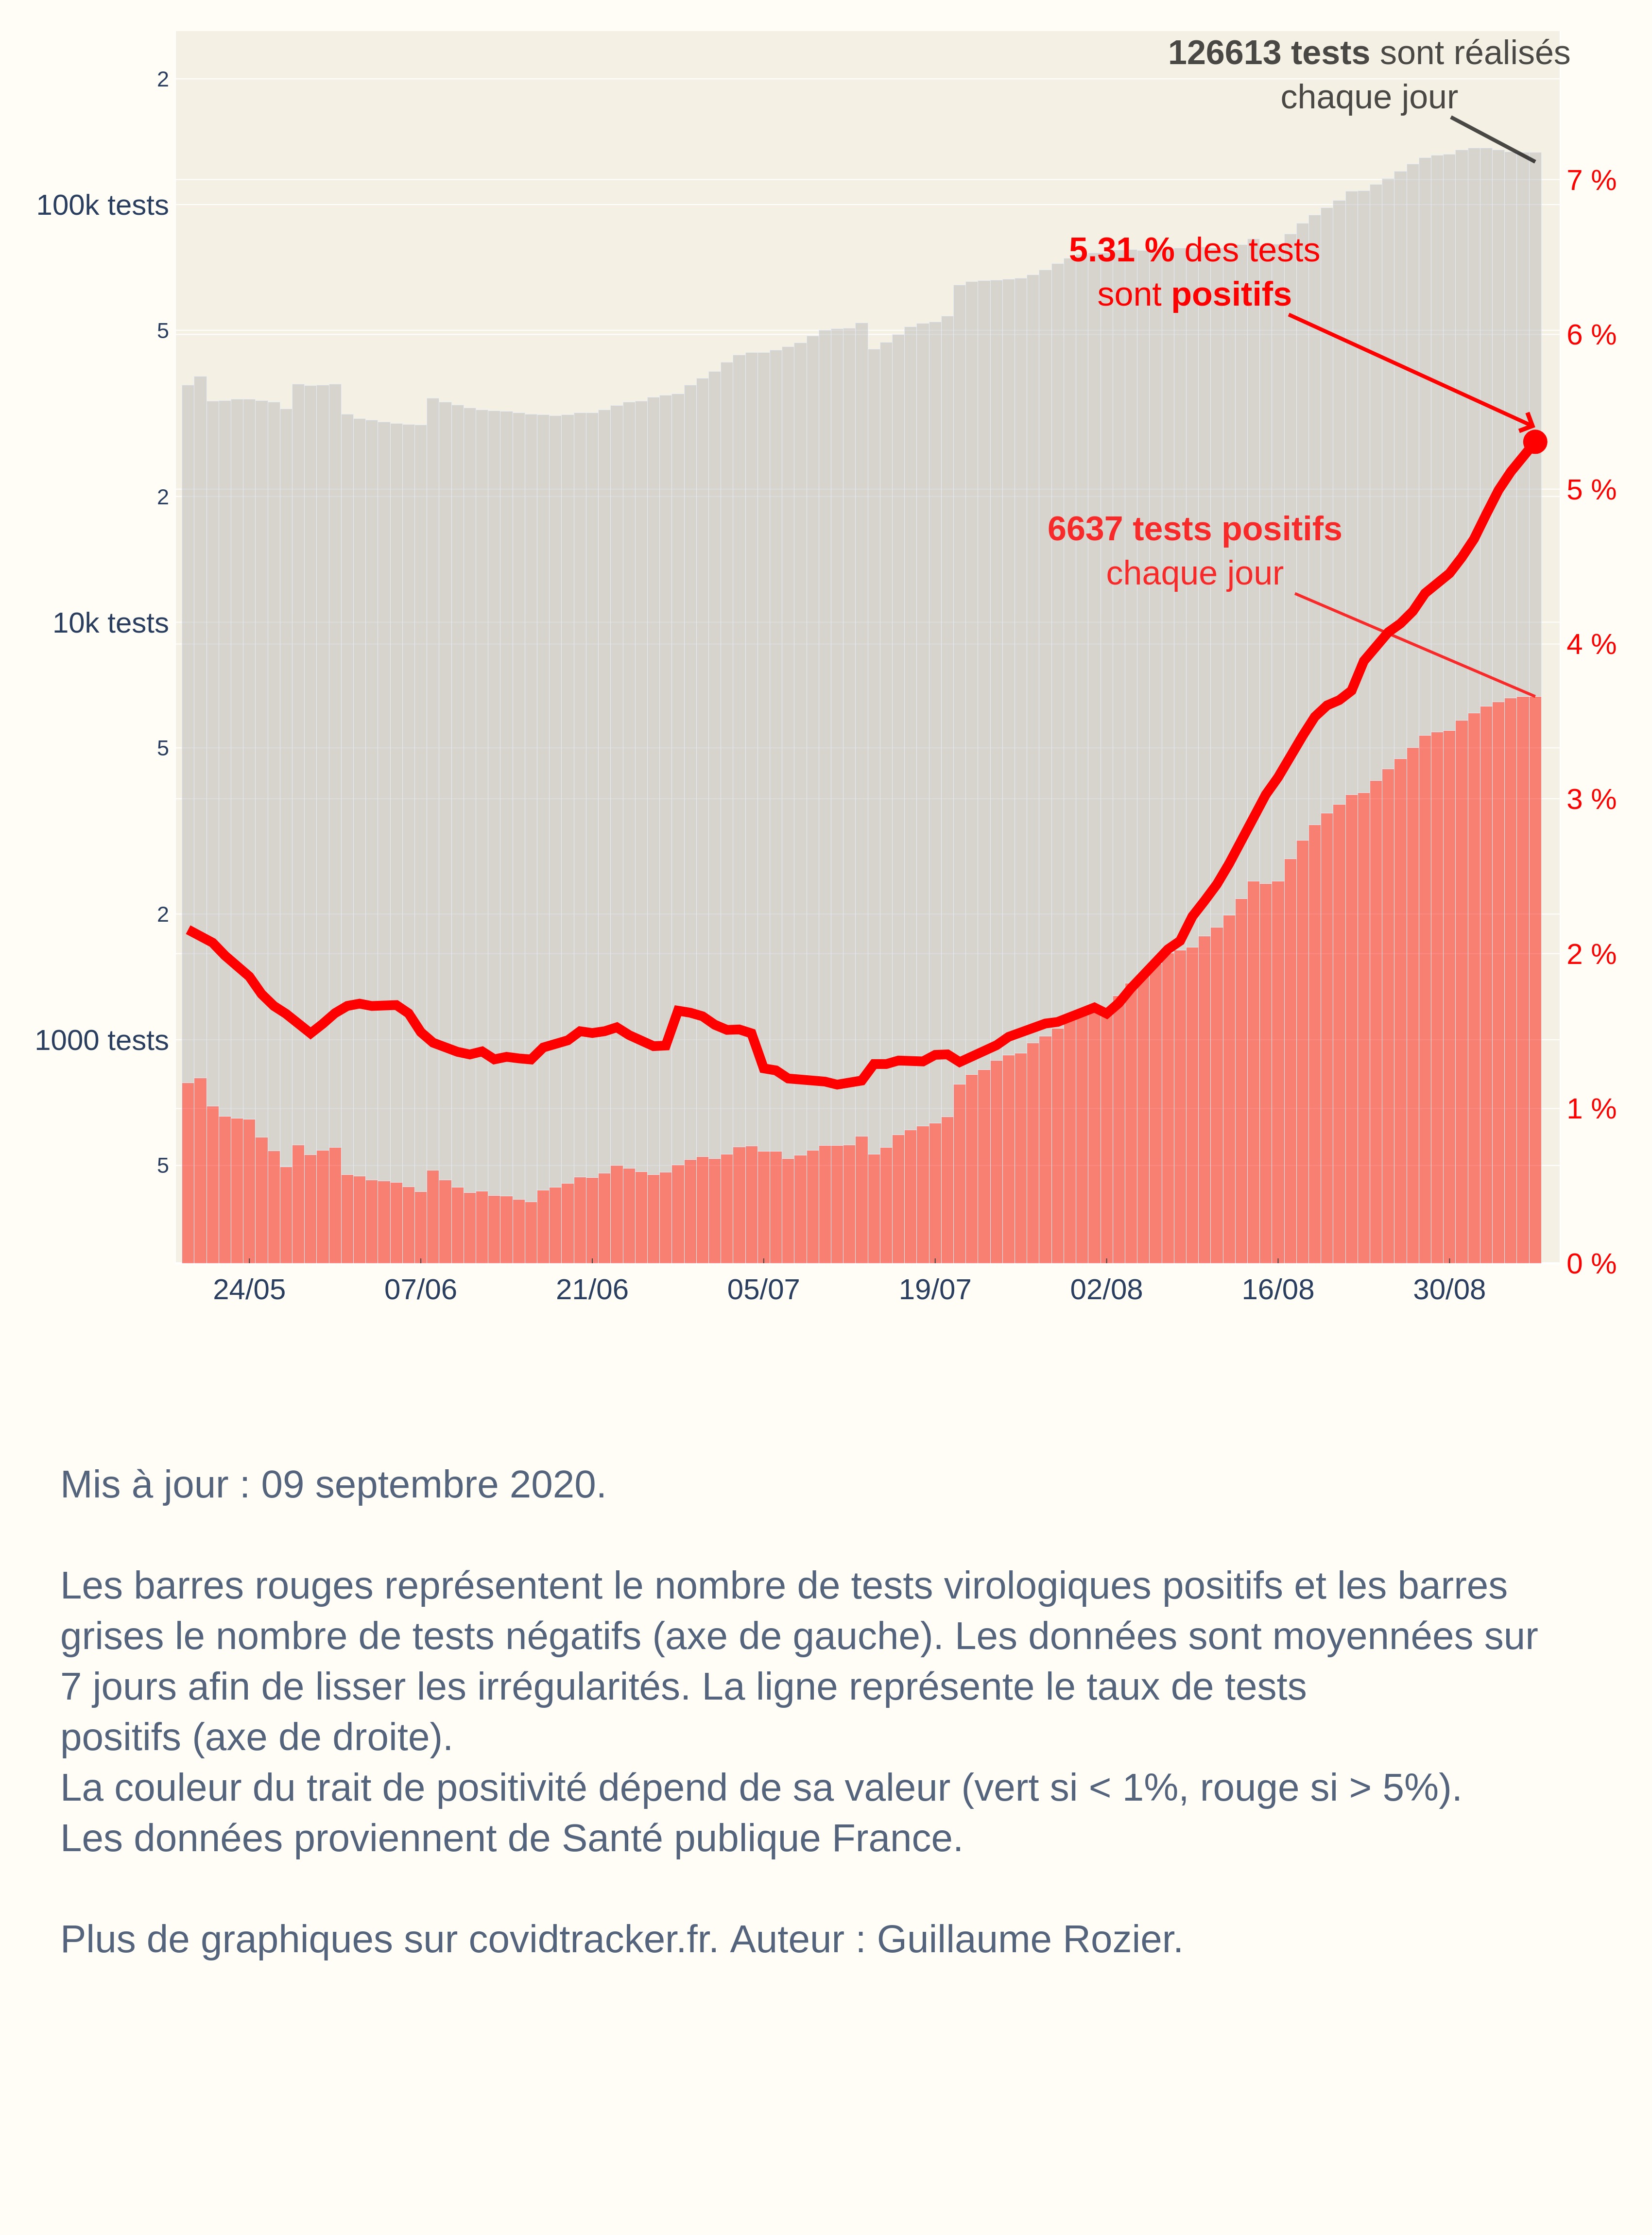 126613 tests sont réalisés
chaque jour
2
100k tests
5
2
10k tests
5
2
1000 tests
5
7 %
6 %
5 %
4 %
3 %
2 %
1 %
0 %
5.31 % des tests
sont positifs
6637 tests positifs
chaque jour
24/05 07/06 21/06 05/07 19/07 02/08 16/08 30/08
Mis à jour : 09 septembre 2020.
Les barres rouges représentent le nombre de tests virologiques positifs et les barres
grises le nombre de tests négatifs (axe de gauche). Les données sont moyennées sur
7 jours afin de lisser les irrégularités. La ligne représente le taux de tests
positifs (axe de droite).
La couleur du trait de positivité dépend de sa valeur (vert si < 1%, rouge si > 5%).
Les données proviennent de Santé publique France.
Plus de graphiques sur covidtracker.fr. Auteur : Guillaume Rozier.